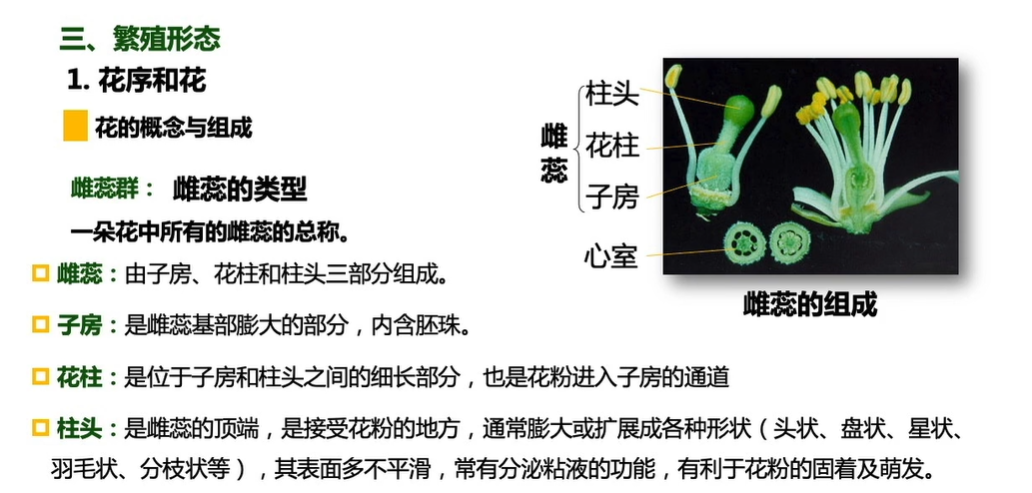 三、繁殖形态
1. 花序和花
花的概念与组成
雌蕊群： 雌蕊的类型
一朵花中所有的雌蕊的总称。
雌蕊：由子房、花柱和柱头三部分组成。
子房：是雌蕊基部膨大的部分，内含胚珠。
花柱：是位于子房和柱头之间的细长部分，也是花粉进入子房的通道
柱头：是雌蕊的顶端，是接受花粉的地方，通常膨大或扩展成各种形状（头状、盘状、星状、
羽毛状、分枝状等），其表面多不平滑，常有分泌粘液的功能，有利于花粉的固着及萌发。
雌蕊
柱头
花柱
子房
心室
雌蕊的组成